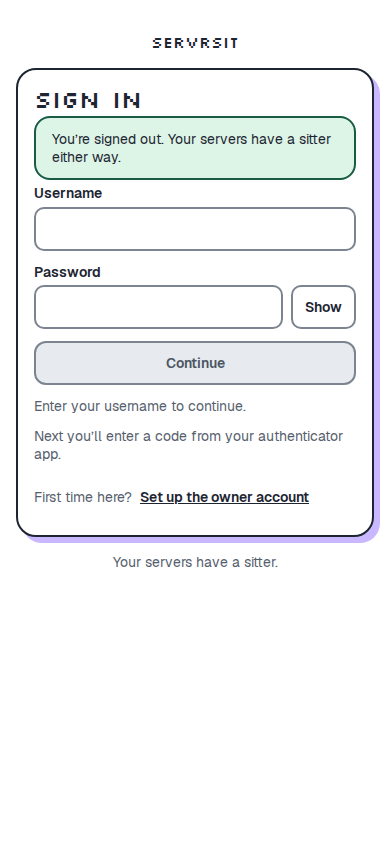 SERVRSIT
SIGN IN
You're signed out. Your servers have a sitter
either way.
Username
Password
Show
Continue
Enter your username to continue.
Next you'll enter a code from your authenticator
app.
First time here? Set up the owner account
Your servers have a sitter.